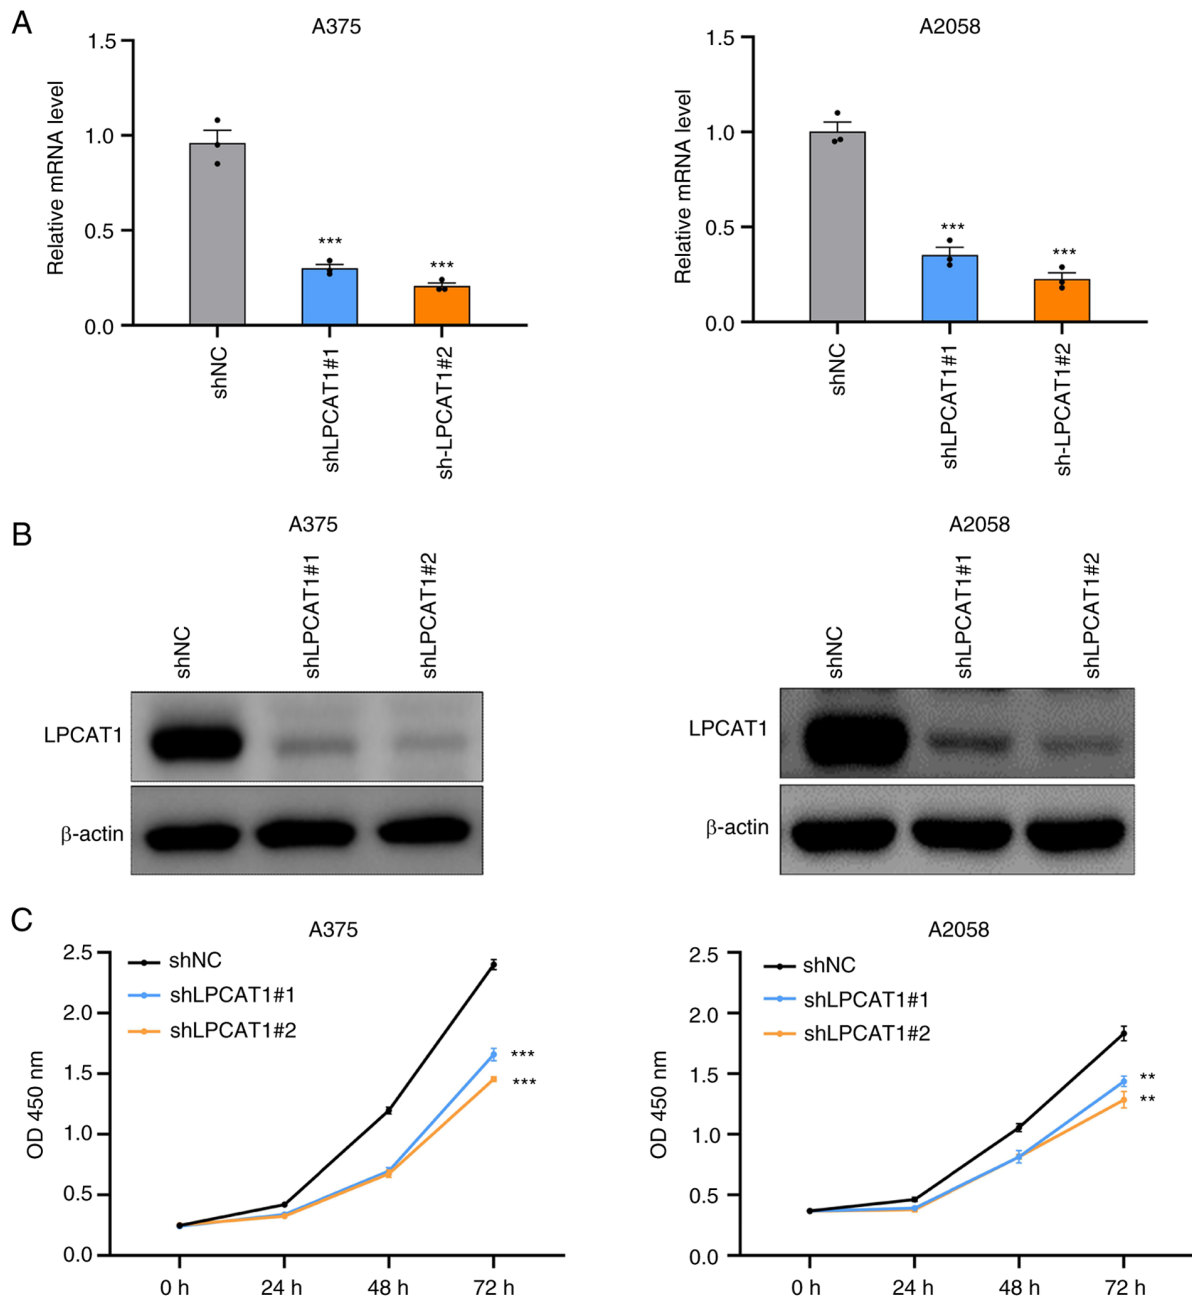 A
A375
A2058
Relative mRNA level
1.5
1.0
0.5
0.0
***
***
shNC
shLPCAT1#1
sh-LPCAT1#2
Relative mRNA level
1.5
1.0
0.5
0.0
***
***
shNC
shLPCAT1#1
sh-LPCAT1#2
B
A375
A2058
shNC
shLPCAT1#1
shLPCAT1#2
LPCAT1
β-actin
shNC
shLPCAT1#1
shLPCAT1#2
LPCAT1
β-actin
C
A375
A2058
OD 450 nm
2.5
2.0
1.5
1.0
0.5
0.0
shNC
shLPCAT1#1
shLPCAT1#2
***
***
0 h
24 h
48 h
72 h
OD 450 nm
2.5
2.0
1.5
1.0
0.5
0.0
shNC
shLPCAT1#1
shLPCAT1#2
**
**
0 h
24 h
48 h
72 h